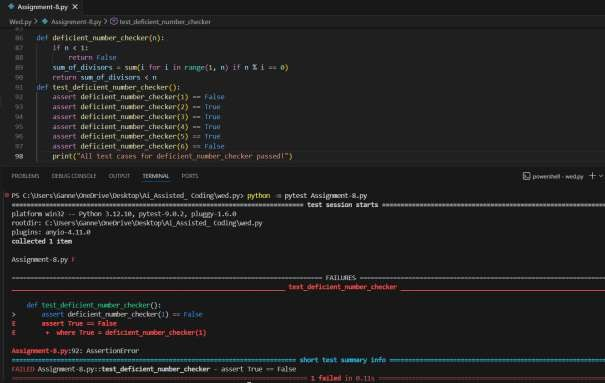 Assignment-8.py ×
Wed.py > Assignment-8.py > test_deficient_number_checker
86 def deficient_number_checker(n):
87 if n < 1:
88 return False
89 sum_of_divisors = sum(i for i in range(1, n) if n % i == 0)
90 return sum_of_divisors < n
91 def test_deficient_number_checker():
92 assert deficient_number_checker(1) == False
93 assert deficient_number_checker(2) == True
94 assert deficient_number_checker(3) == True
95 assert deficient_number_checker(4) == True
96 assert deficient_number_checker(5) == True
97 assert deficient_number_checker(6) == False
98 print("All test cases for deficient_number_checker passed!")
PROBLEMS DEBUG CONSOLE OUTPUT TERMINAL PORTS powershell - wed.py +
PS C:\Users\Ganne\OneDrive\Desktop\Ai_Assisted_ Coding\wed.py> python -m pytest Assignment-8.py
test session starts
platform win32 -- Python 3.12.10, pytest-9.0.2, pluggy-1.6.0
rootdir: C:\Users\Ganne\OneDrive\Desktop\Ai_Assisted_ Coding\wed.py
plugins: anyio-4.11.0
collected 1 item
Assignment-8.py F
FAILURES
test_deficient_number_checker
def test_deficient_number_checker():
> assert deficient_number_checker(1) == False
E assert True == False
E + where True = deficient_number_checker(1)
Assignment-8.py:92: AssertionError
short test summary info
FAILED Assignment-8.py::test_deficient_number_checker - assert True == False
1 failed in 0.11s